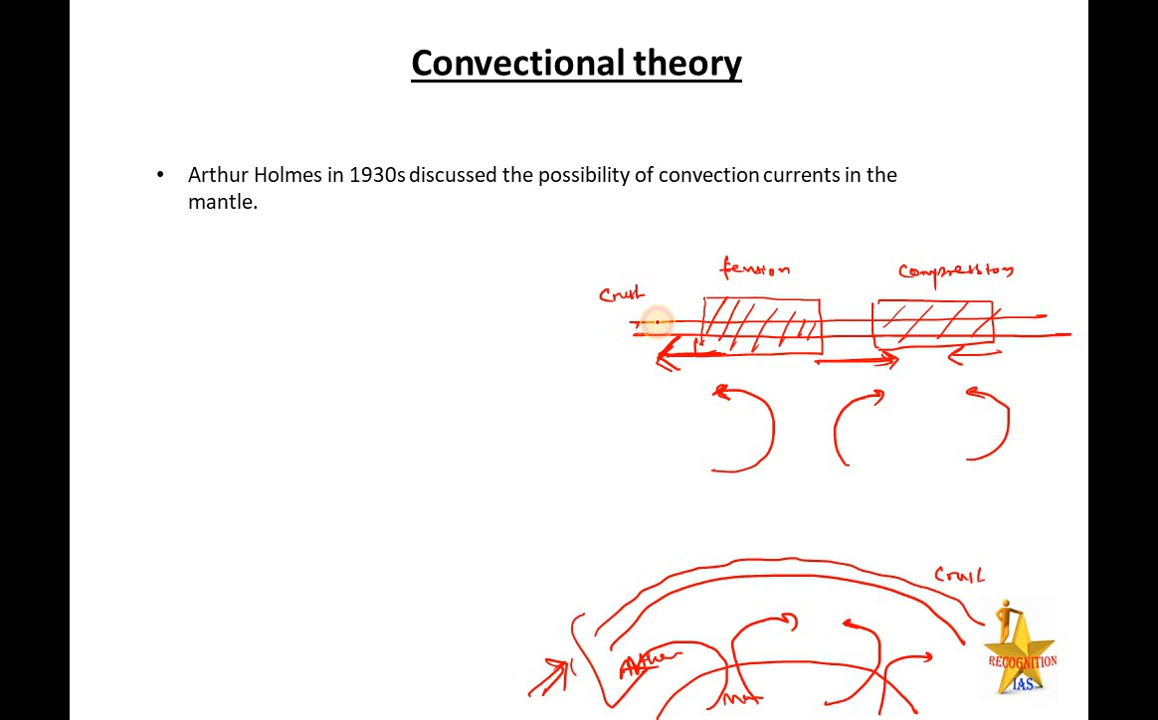 Convectional theory
• Arthur Holmes in 1930s discussed the possibility of convection currents in the
mantle.
tension
compression
Crust
Crust
RECOGNITION
IAS